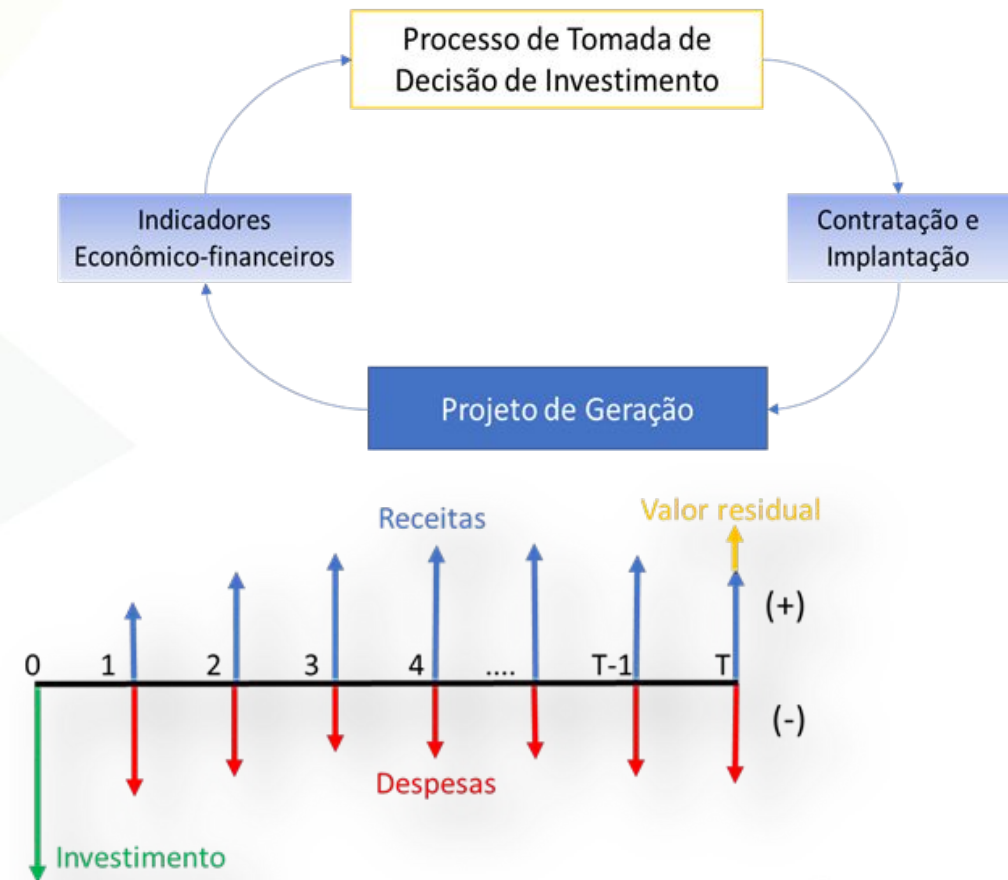 Processo de Tomada de
Decisão de Investimento
Indicadores
Econômico-financeiros
Contratação e
Implantação
Projeto de Geração
Receitas
Valor residual
(+)
0 1 2 3 4 .... T-1 T
(-)
Despesas
Investimento